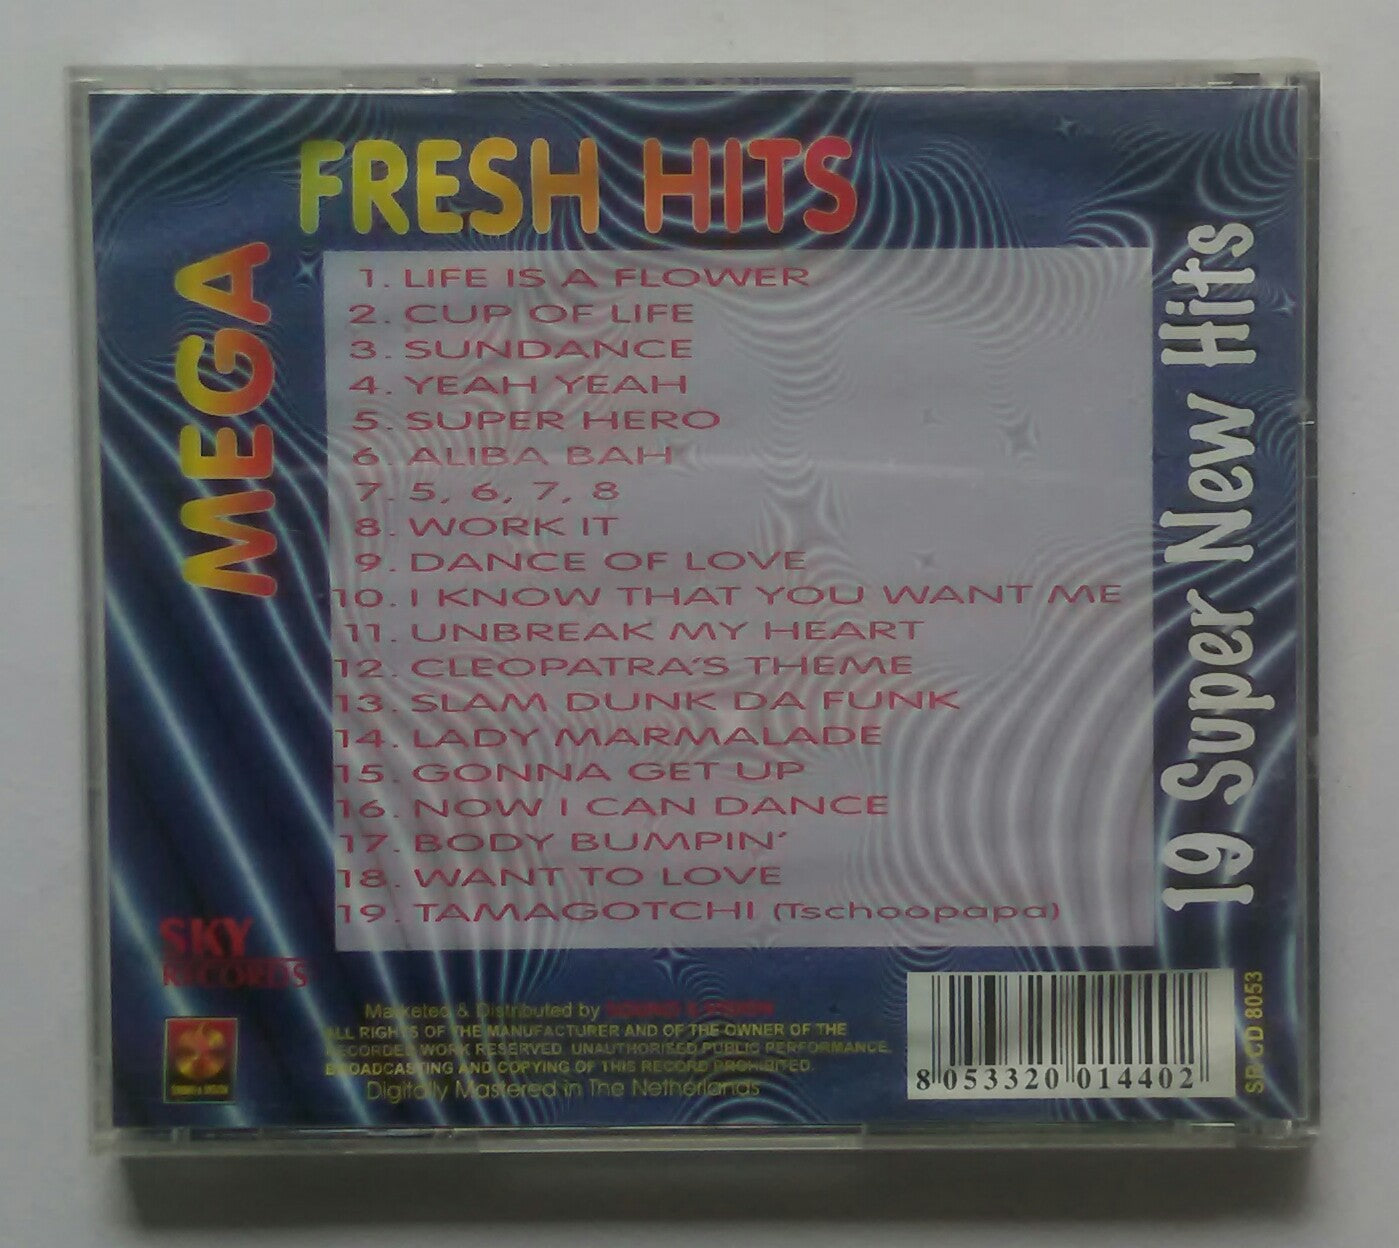 FRESH HITS
MEGA
1. LIFE IS A FLOWER
2. CUP OF LIFE
3. SUNDANCE
4. YEAH YEAH
5. SUPER HERO
6. ALIBA BAH
7. 5, 6, 7, 8
8. WORK IT
9. DANCE OF LOVE
10. I KNOW THAT YOU WANT ME
11. UNBREAK MY HEART
12. CLEOPATRA'S THEME
13. SLAM DUNK DA FUNK
14. LADY MARMALADE
15. GONNA GET UP
16. NOW I CAN DANCE
17. BODY BUMPIN'
18. WANT TO LOVE
19. TAMAGOTCHI (Tschoopapa)
19 Super New Hits
SKY
RECORDS
Marketed & Distributed by SOUND & VISION
ALL RIGHTS OF THE MANUFACTURER AND OF THE OWNER OF THE
RECORDED WORK RESERVED. UNAUTHORISED PUBLIC PERFORMANCE,
BROADCASTING AND COPYING OF THIS RECORD PROHIBITED.
Digitally Mastered in The Netherlands
8 053320 014402
SR CD 8053